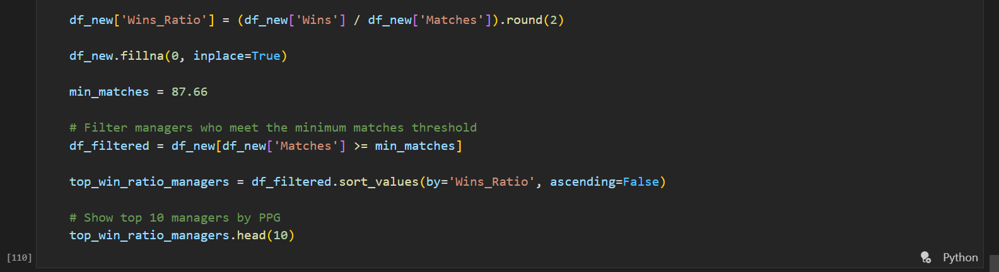 df_new['Wins_Ratio'] = (df_new['Wins'] / df_new['Matches']).round(2)
df_new.fillna(0, inplace=True)
min_matches = 87.66
# Filter managers who meet the minimum matches threshold
df_filtered = df_new[df_new['Matches'] >= min_matches]
top_win_ratio_managers = df_filtered.sort_values(by='Wins_Ratio', ascending=False)
# Show top 10 managers by PPG
top_win_ratio_managers.head(10)
[110]
Python